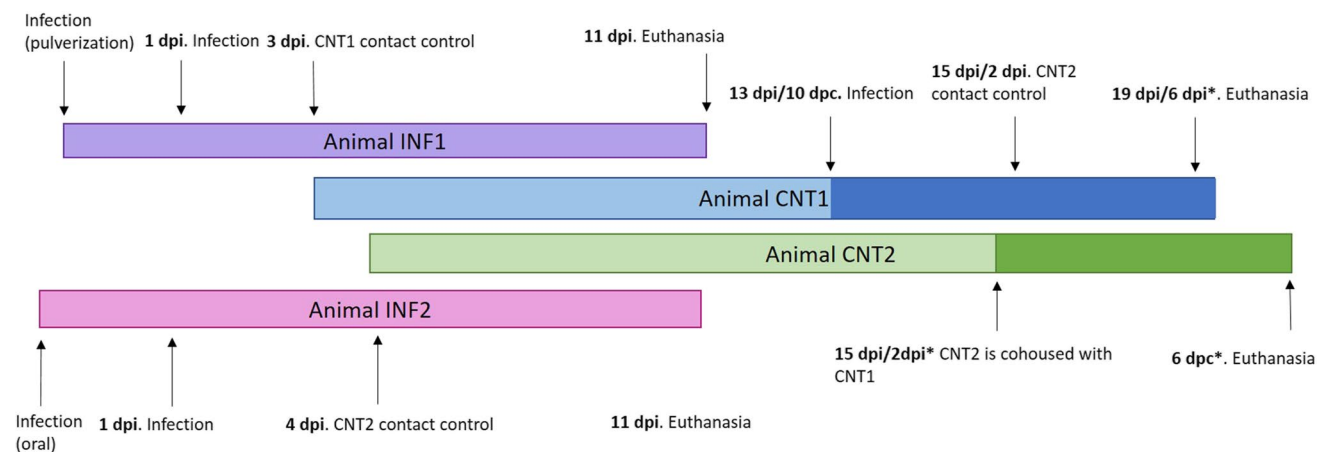 Infection
(pulverization)
1 dpi. Infection
3 dpi. CNT1 contact control
11 dpi. Euthanasia
13 dpi/10 dpc. Infection
15 dpi/2 dpi. CNT2
contact control
19 dpi/6 dpi*. Euthanasia
Animal INF1
Animal CNT1
Animal CNT2
Animal INF2
Infection
(oral)
1 dpi. Infection
4 dpi. CNT2 contact control
11 dpi. Euthanasia
15 dpi/2dpi* CNT2 is cohoused with
CNT1
6 dpc*. Euthanasia